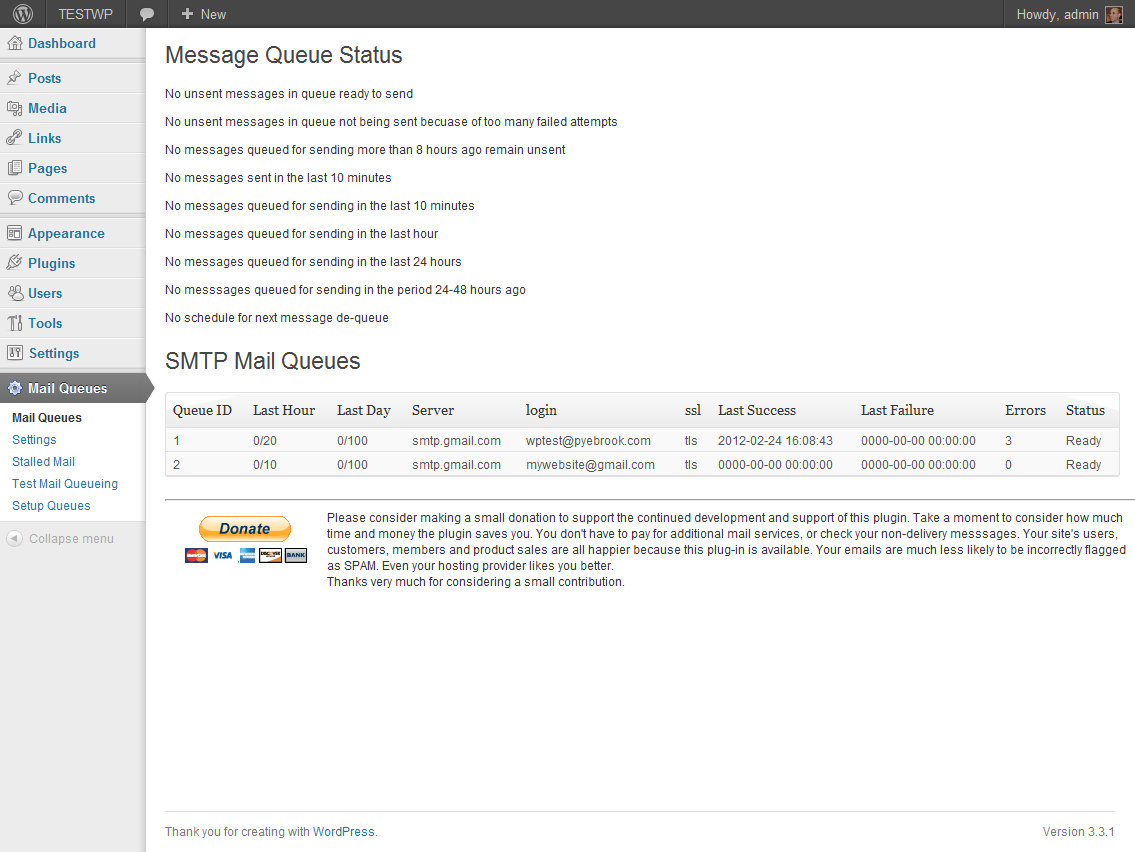 TESTWP
New
Howdy, admin
Dashboard
Posts
Media
Links
Pages
Comments
Appearance
Plugins
Users
Tools
Settings
Mail Queues
Mail Queues
Settings
Stalled Mail
Test Mail Queueing
Setup Queues
Collapse menu
Message Queue Status
No unsent messages in queue ready to send
No unsent messages in queue not being sent becuase of too many failed attempts
No messages queued for sending more than 8 hours ago remain unsent
No messages sent in the last 10 minutes
No messages queued for sending in the last 10 minutes
No messages queued for sending in the last hour
No messages queued for sending in the last 24 hours
No messsages queued for sending in the period 24-48 hours ago
No schedule for next message de-queue
SMTP Mail Queues
Queue ID Last Hour Last Day Server login ssl Last Success Last Failure Errors Status
1 0/20 0/100 smtp.gmail.com wptest@pyebrook.com tls 2012-02-24 16:08:43 0000-00-00 00:00:00 3 Ready
2 0/10 0/100 smtp.gmail.com mywebsite@gmail.com tls 0000-00-00 00:00:00 0000-00-00 00:00:00 0 Ready
Donate
VISA
BANK
Please consider making a small donation to support the continued development and support of this plugin. Take a moment to consider how much
time and money the plugin saves you. You don't have to pay for additional mail services, or check your non-delivery messsages. Your site's users,
customers, members and product sales are all happier because this plug-in is available. Your emails are much less likely to be incorrectly flagged
as SPAM. Even your hosting provider likes you better.
Thanks very much for considering a small contribution.
Thank you for creating with WordPress.
Version 3.3.1